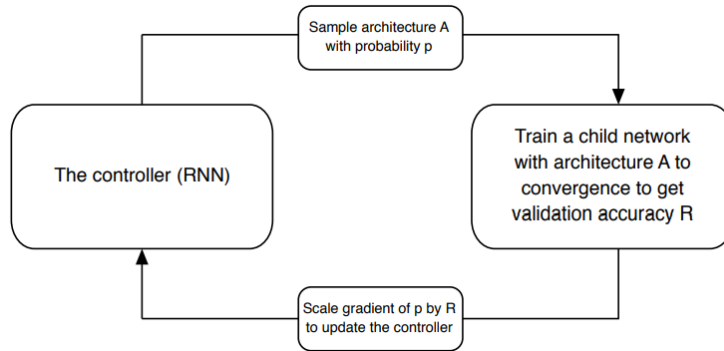 Sample architecture A
with probability p
The controller (RNN)
Train a child network
with architecture A to
convergence to get
validation accuracy R
Scale gradient of p by R
to update the controller